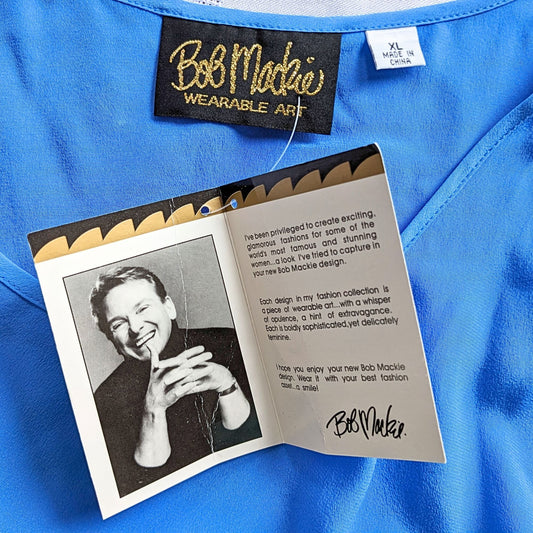 Bob Mackie
WEARABLE ART
XL
MADE IN
CHINA
I've been privileged to create exciting,
glamorous fashions for some of the
world's most famous and stunning
women...a look I've tried to capture in
your new Bob Mackie design.
Each design in my fashion collection is
a piece of wearable art...with a whisper
of opulence, a hint of extravagance.
Each is boldly sophisticated,yet delicately
feminine.
I hope you enjoy your new Bob Mackie
design. Wear it with your best fashion
asset...a smile!
Bob Mackie.